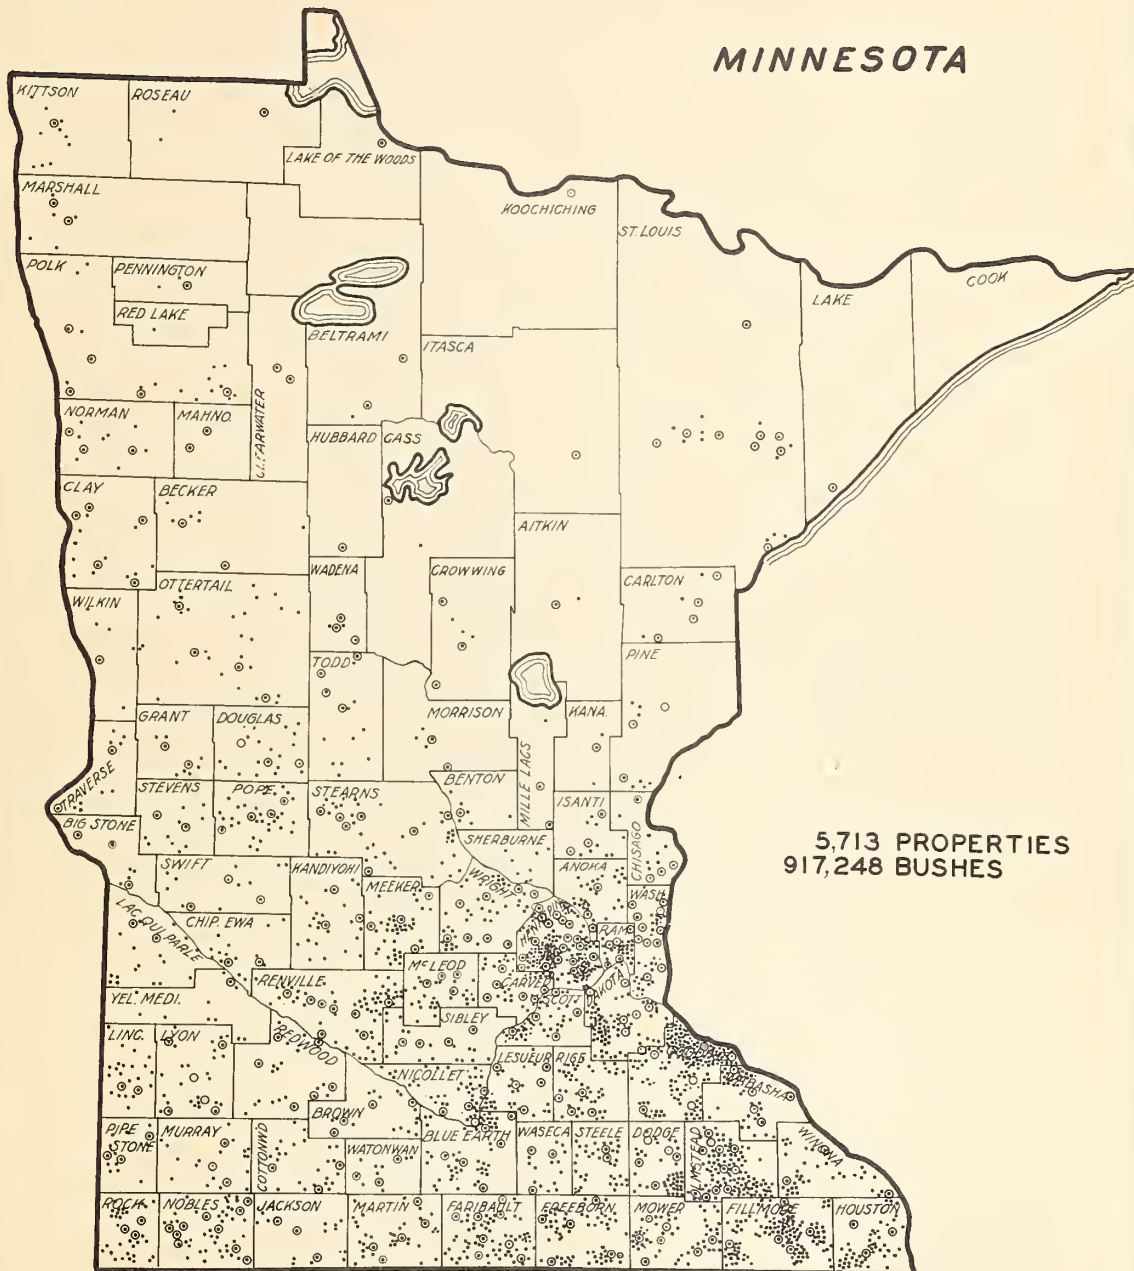 MINNESOTA
KITTSON
ROSEAU
LAKE OF THE WOODS
MARSHALL
KOOCHICHING
ST. LOUIS
POLK
PENNINGTON
RED LAKE
LAKE
COOK
BELTRAMI
ITASCA
CLEARWATER
NORMAN
MAHNO.
HUBBARD
CASS
CLAY
BECKER
AITKIN
WADENA
CROW WING
CARLTON
WILKIN
OTTERTAIL
TODD
PINE
GRANT
DOUGLAS
MORRISON
KANA.
MILLE LACS
TRAVERSE
STEVENS
POPE
STEARNS
BENTON
ISANTI
CHISAGO
BIG STONE
SHERBURNE
5,713 PROPERTIES
917,248 BUSHES
SWIFT
KANDIYOHI
MEEKER
WRIGHT
ANOKA
WASH.
LAC QUI PARLE
CHIP. EWA
HENNEPIN
RAM.
McLEOD
CARVER
RENVILLE
SCOTT
DAKOTA
YEL. MEDI.
SIBLEY
LINC.
LYON
REDWOOD
NICOLLET
LESUEUR
RICE
WABASHA
BROWN
PIPE STONE
MURRAY
COTTONW'D
WATONWAN
BLUE EARTH
WASECA
STEELE
DODGE
OLMSTEAD
WINONA
ROCK
NOBLES
JACKSON
MARTIN
FARIBAULT
FREEBORN
MOWER
FILLMORE
HOUSTON